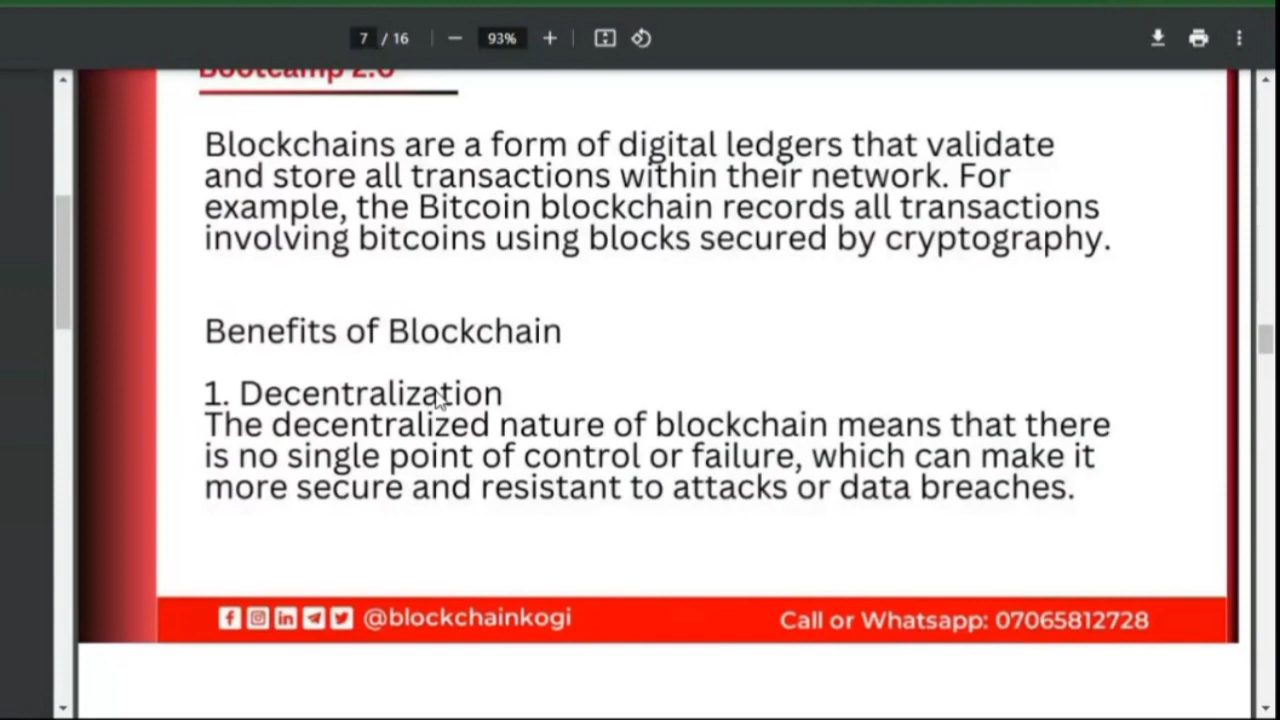 7 / 16
93%
Bootcamp 2.0
Blockchains are a form of digital ledgers that validate
and store all transactions within their network. For
example, the Bitcoin blockchain records all transactions
involving bitcoins using blocks secured by cryptography.
Benefits of Blockchain
1. Decentralization
The decentralized nature of blockchain means that there
is no single point of control or failure, which can make it
more secure and resistant to attacks or data breaches.
@blockchainkogi
Call or Whatsapp: 07065812728